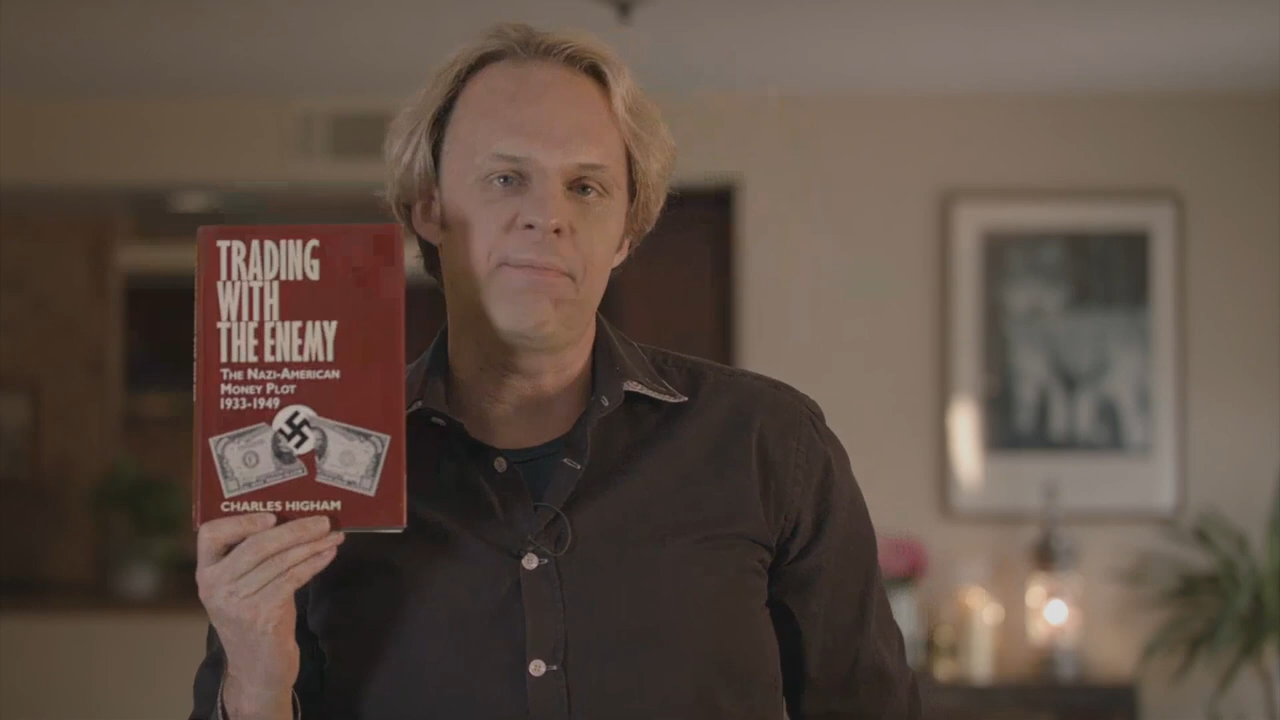 TRADING
WITH
THE ENEMY
THE NAZI-AMERICAN
MONEY PLOT
1933-1949
CHARLES HIGHAM